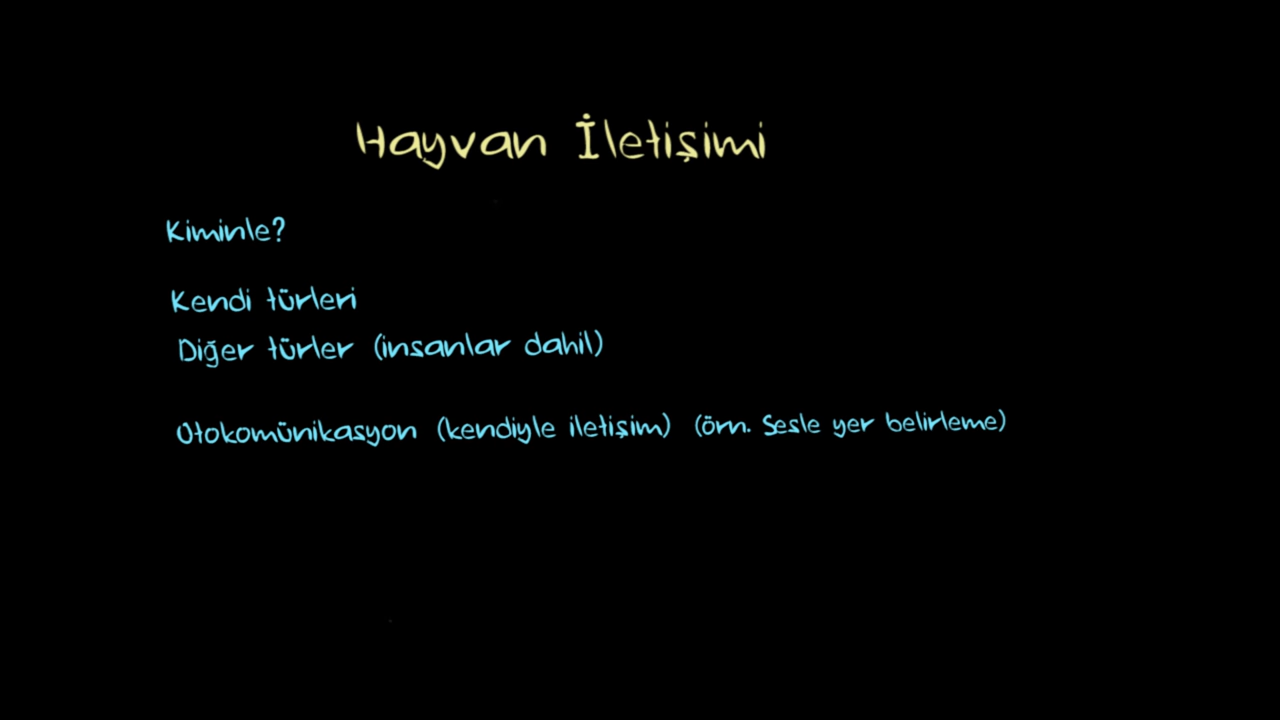 Hayvan İletişimi
Kiminle?
Kendi türleri
Diğer türler (insanlar dahil)
Otokomünikasyon (kendiyle iletişim) (örn. Sesle yer belirleme)